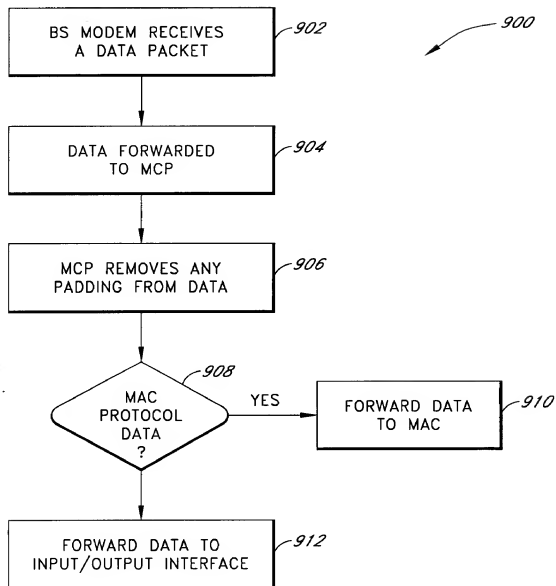 BS MODEM RECEIVES
A DATA PACKET
902
900
DATA FORWARDED
TO MCP
904
MCP REMOVES ANY
PADDING FROM DATA
906
908
MAC
PROTOCOL
DATA
?
YES
FORWARD DATA
TO MAC
910
FORWARD DATA TO
INPUT/OUTPUT INTERFACE
912